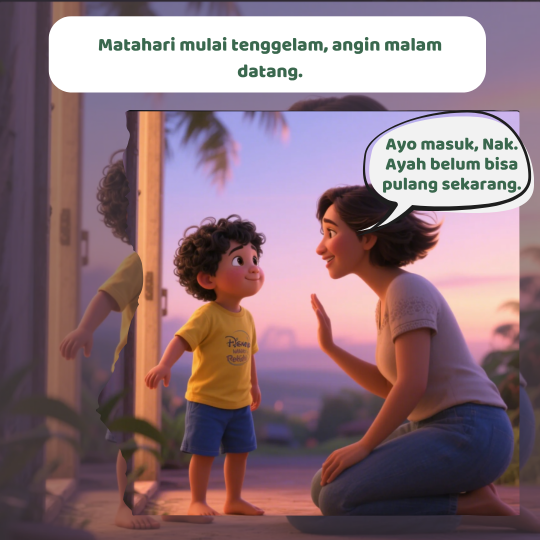 Matahari mulai tenggelam, angin malam
datang.
Ayo masuk, Nak.
Ayah belum bisa
pulang sekarang.